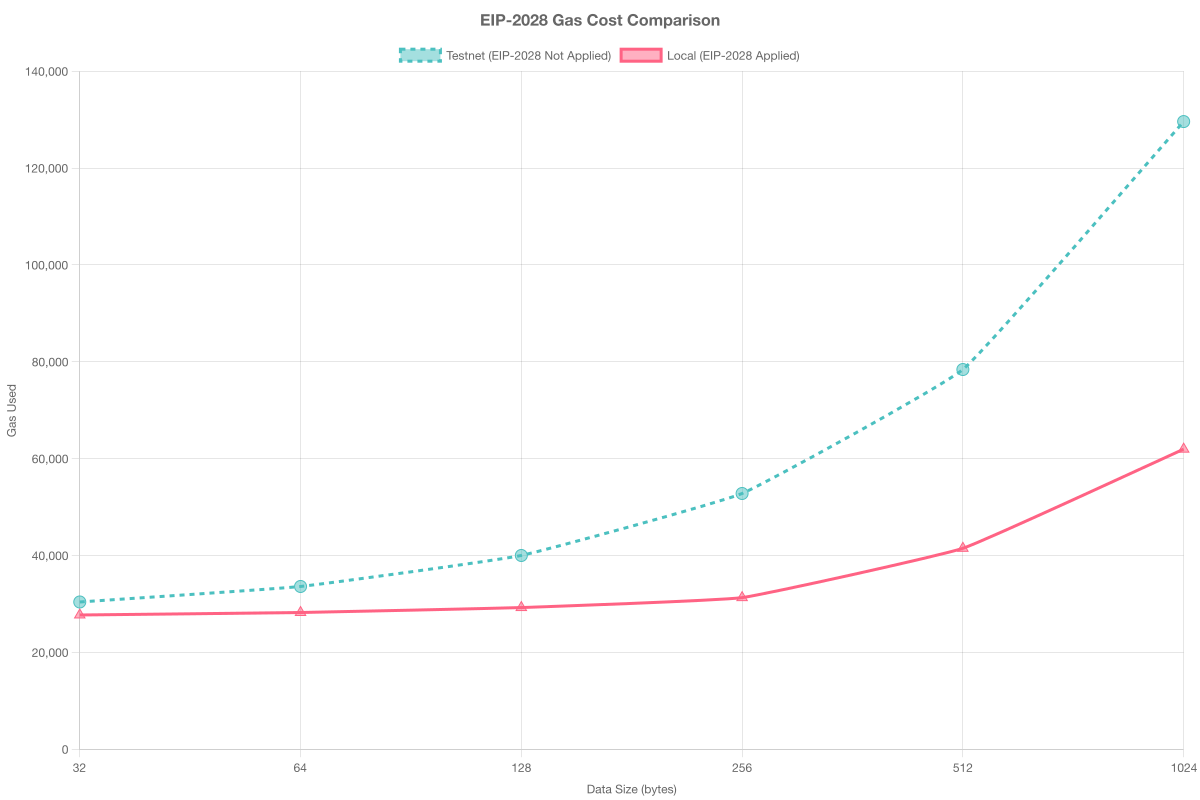 EIP-2028 Gas Cost Comparison
Testnet (EIP-2028 Not Applied) Local (EIP-2028 Applied)
140,000
120,000
100,000
80,000
60,000
40,000
20,000
0
Gas Used
32 64 128 256 512 1024
Data Size (bytes)